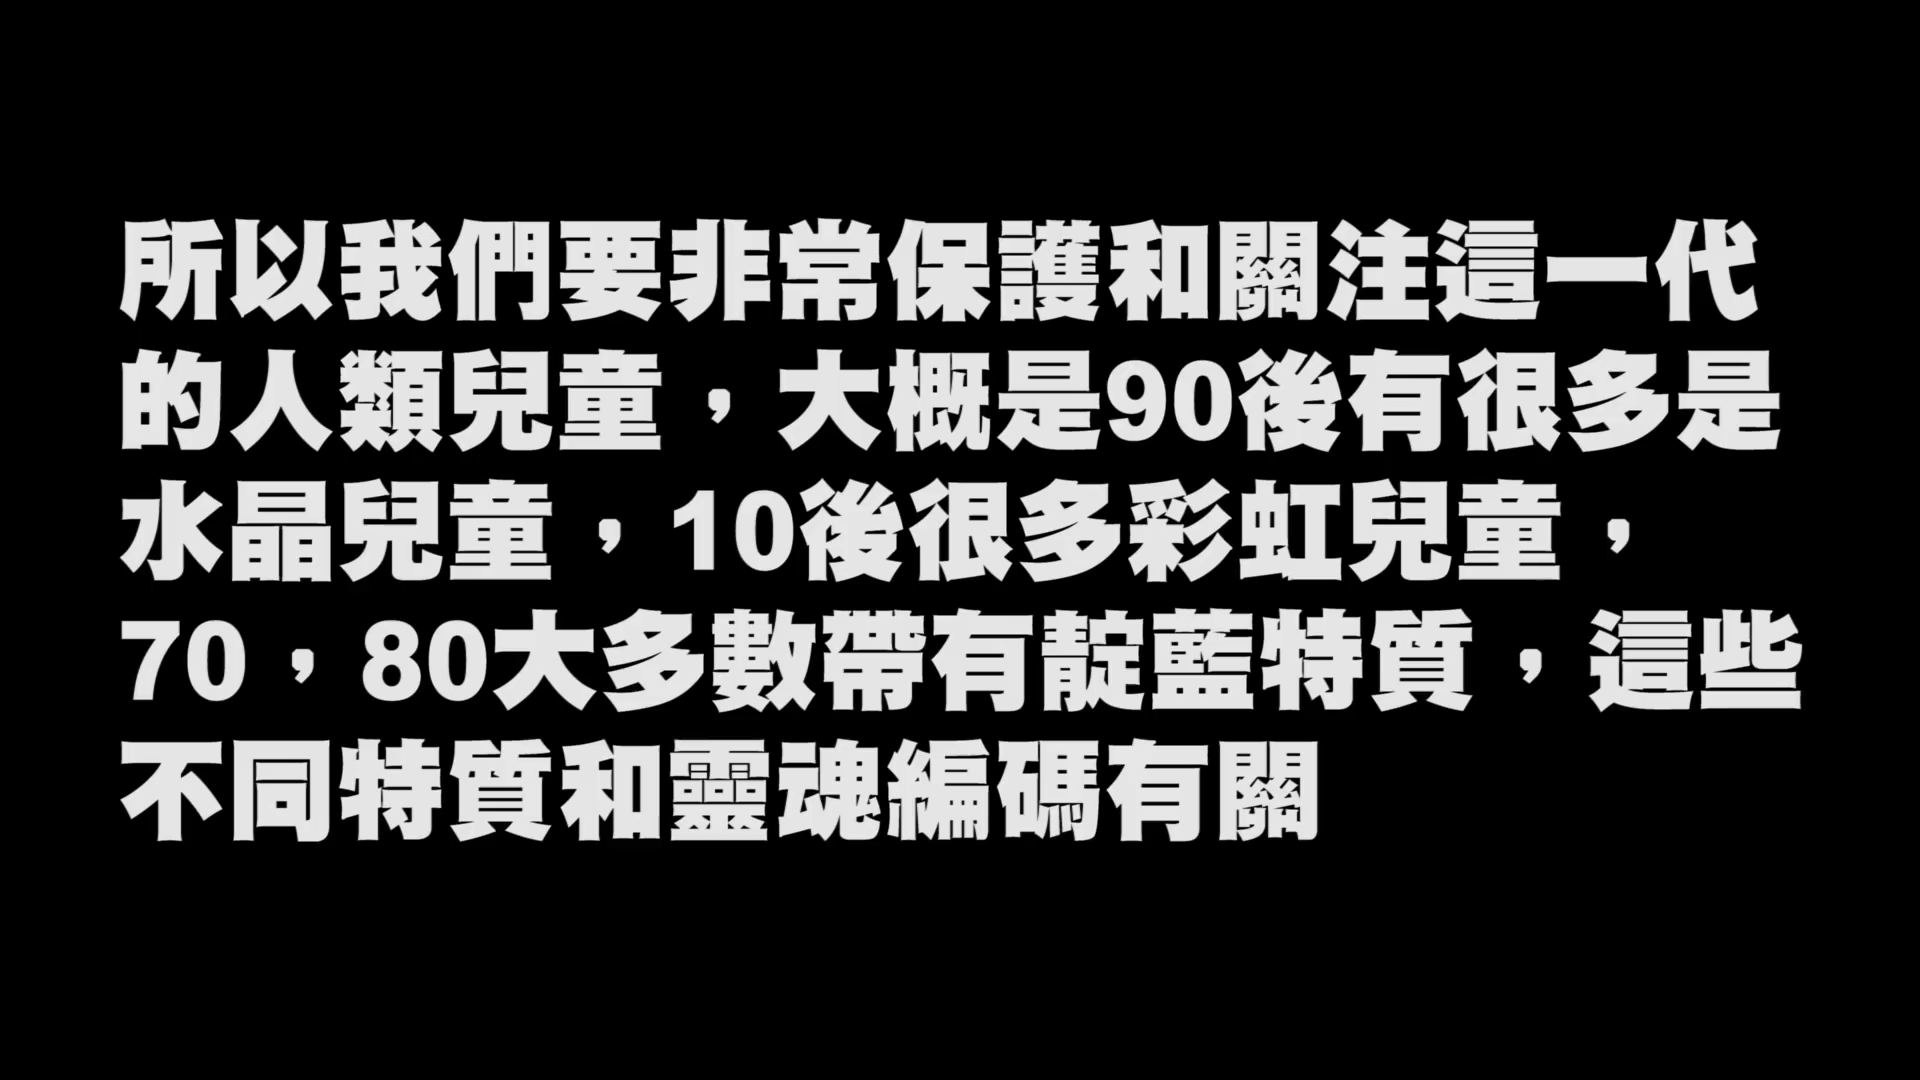 所以我們要非常保護和關注這一代
的人類兒童，大概是90後有很多是
水晶兒童，10後很多彩虹兒童，
70，80大多數帶有靛藍特質，這些
不同特質和靈魂編碼有關